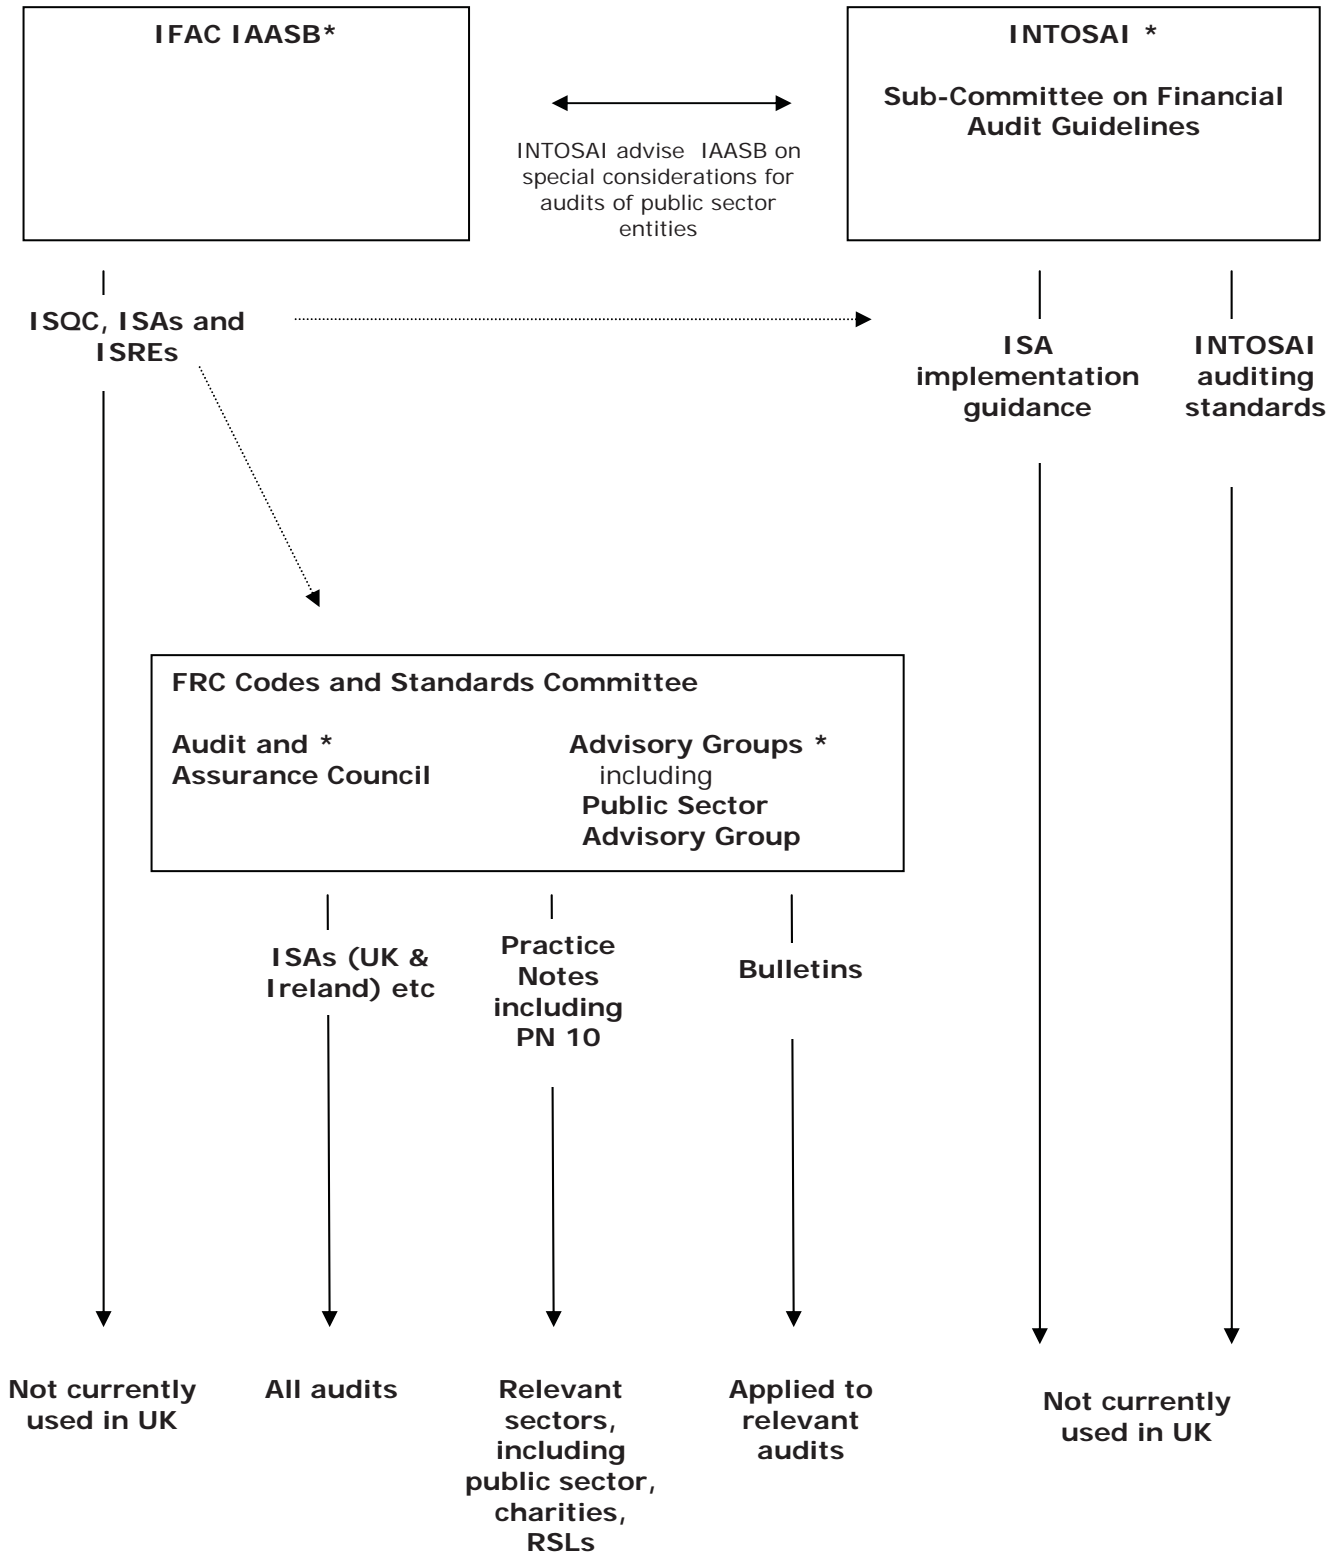 IFAC IAASB*
INTOSAI *
Sub-Committee on Financial
Audit Guidelines
INTOSAI advise IAASB on
special considerations for
audits of public sector
entities
ISQC, ISAs and
ISREs
ISA
implementation
guidance
INTOSAI
auditing
standards
FRC Codes and Standards Committee
Audit and *
Assurance Council
Advisory Groups *
including
Public Sector
Advisory Group
ISAs (UK &
Ireland) etc
Practice
Notes
including
PN 10
Bulletins
Not currently
used in UK
All audits
Relevant
sectors,
including
public sector,
charities,
RSLs
Applied to
relevant
audits
Not currently
used in UK